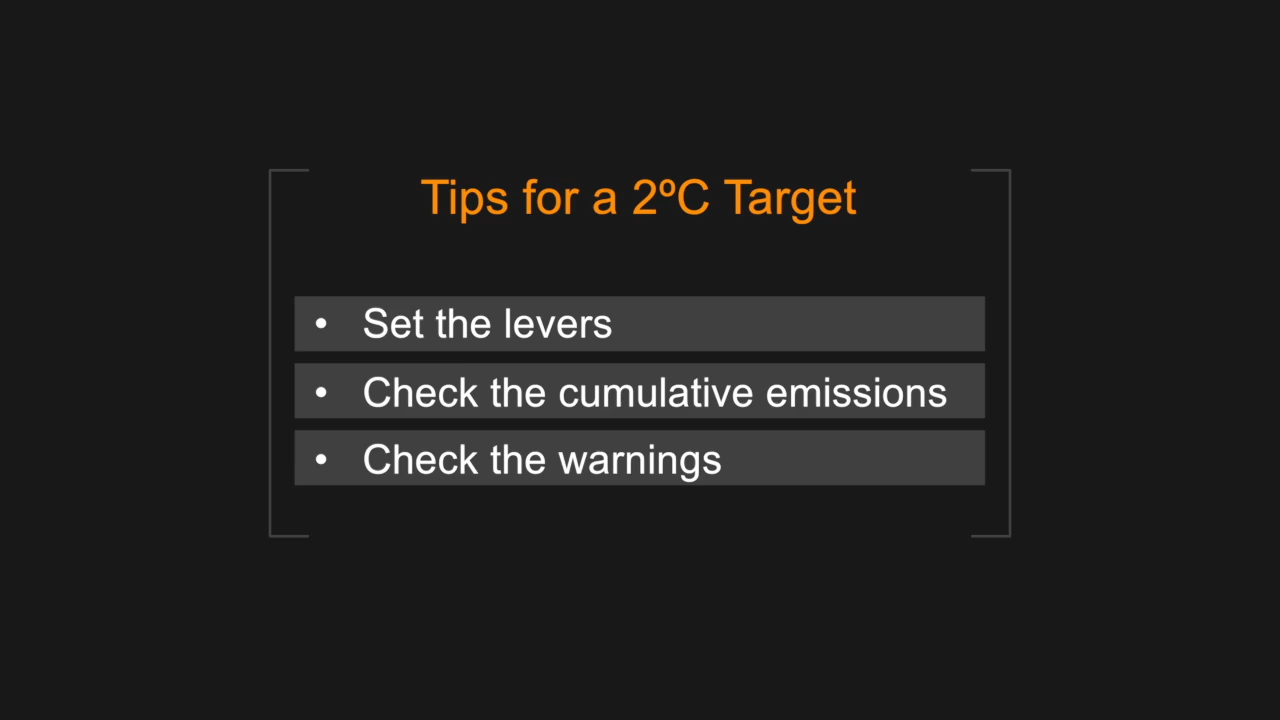 Tips for a 2ºC Target
• Set the levers
• Check the cumulative emissions
• Check the warnings